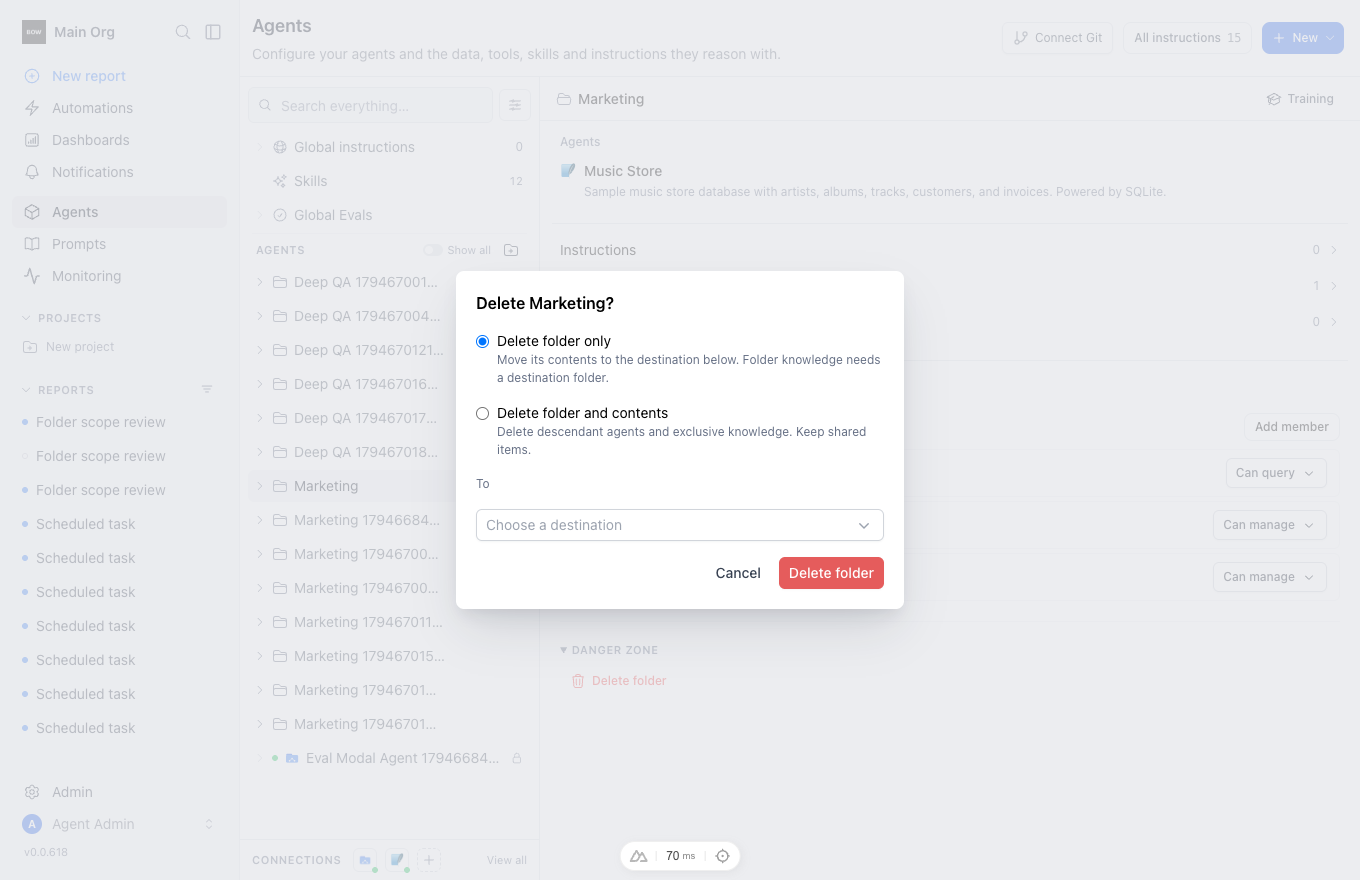 BOW
Main Org
New report
Automations
Dashboards
Notifications
Agents
Prompts
Monitoring
PROJECTS
New project
REPORTS
Folder scope review
Folder scope review
Folder scope review
Scheduled task
Scheduled task
Scheduled task
Scheduled task
Scheduled task
Scheduled task
Scheduled task
Admin
A Agent Admin
v0.0.618
Agents
Configure your agents and the data, tools, skills and instructions they reason with.
Connect Git
All instructions 15
New
Search everything...
Global instructions 0
Skills 12
Global Evals
AGENTS Show all
Deep QA 179467001...
Deep QA 179467004...
Deep QA 1794670121...
Deep QA 179467016...
Deep QA 179467017...
Deep QA 179467018...
Marketing
Marketing 17946684...
Marketing 17946700...
Marketing 17946700...
Marketing 179467011...
Marketing 179467015...
Marketing 17946701...
Marketing 17946701...
Eval Modal Agent 17946684...
CONNECTIONS
View all
Marketing
Training
Agents
Music Store
Sample music store database with artists, albums, tracks, customers, and invoices. Powered by SQLite.
Instructions 0
1
0
Add member
Can query
Can manage
Can manage
DANGER ZONE
Delete folder
Delete Marketing?
Delete folder only
Move its contents to the destination below. Folder knowledge needs
a destination folder.
Delete folder and contents
Delete descendant agents and exclusive knowledge. Keep shared
items.
To
Choose a destination
Cancel
Delete folder
70 ms